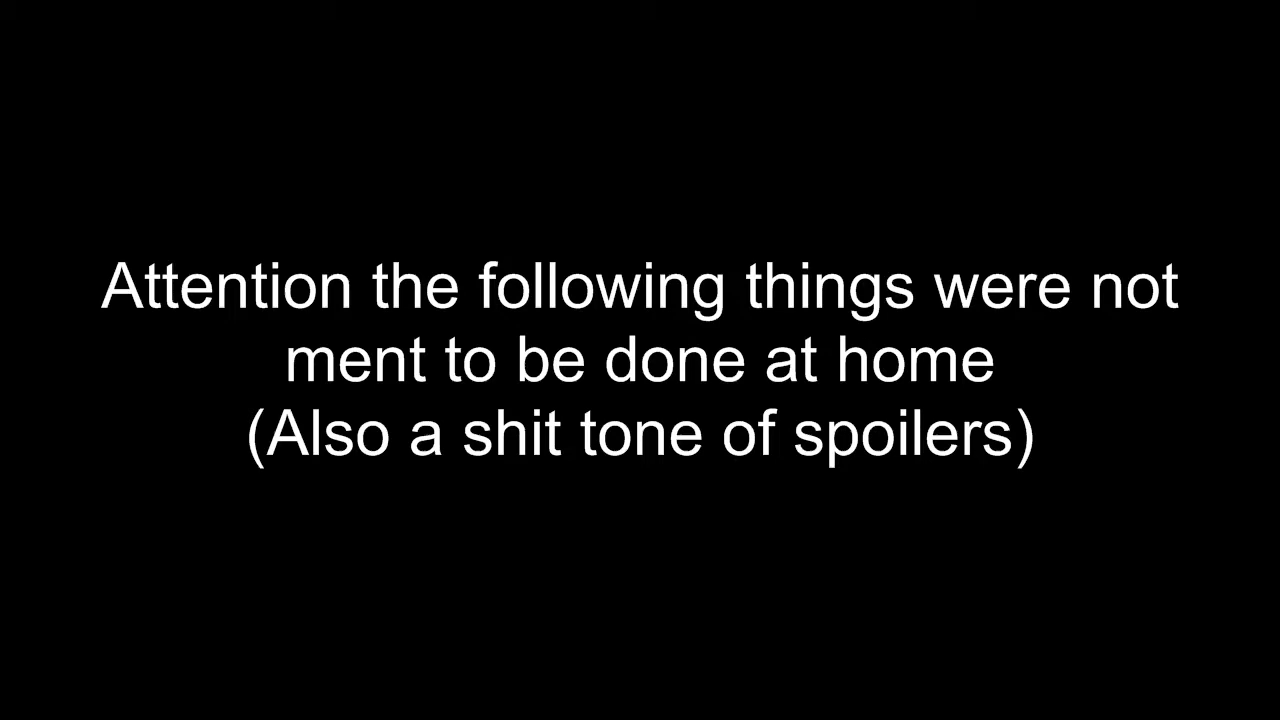 Attention the following things were not
ment to be done at home
(Also a shit tone of spoilers)